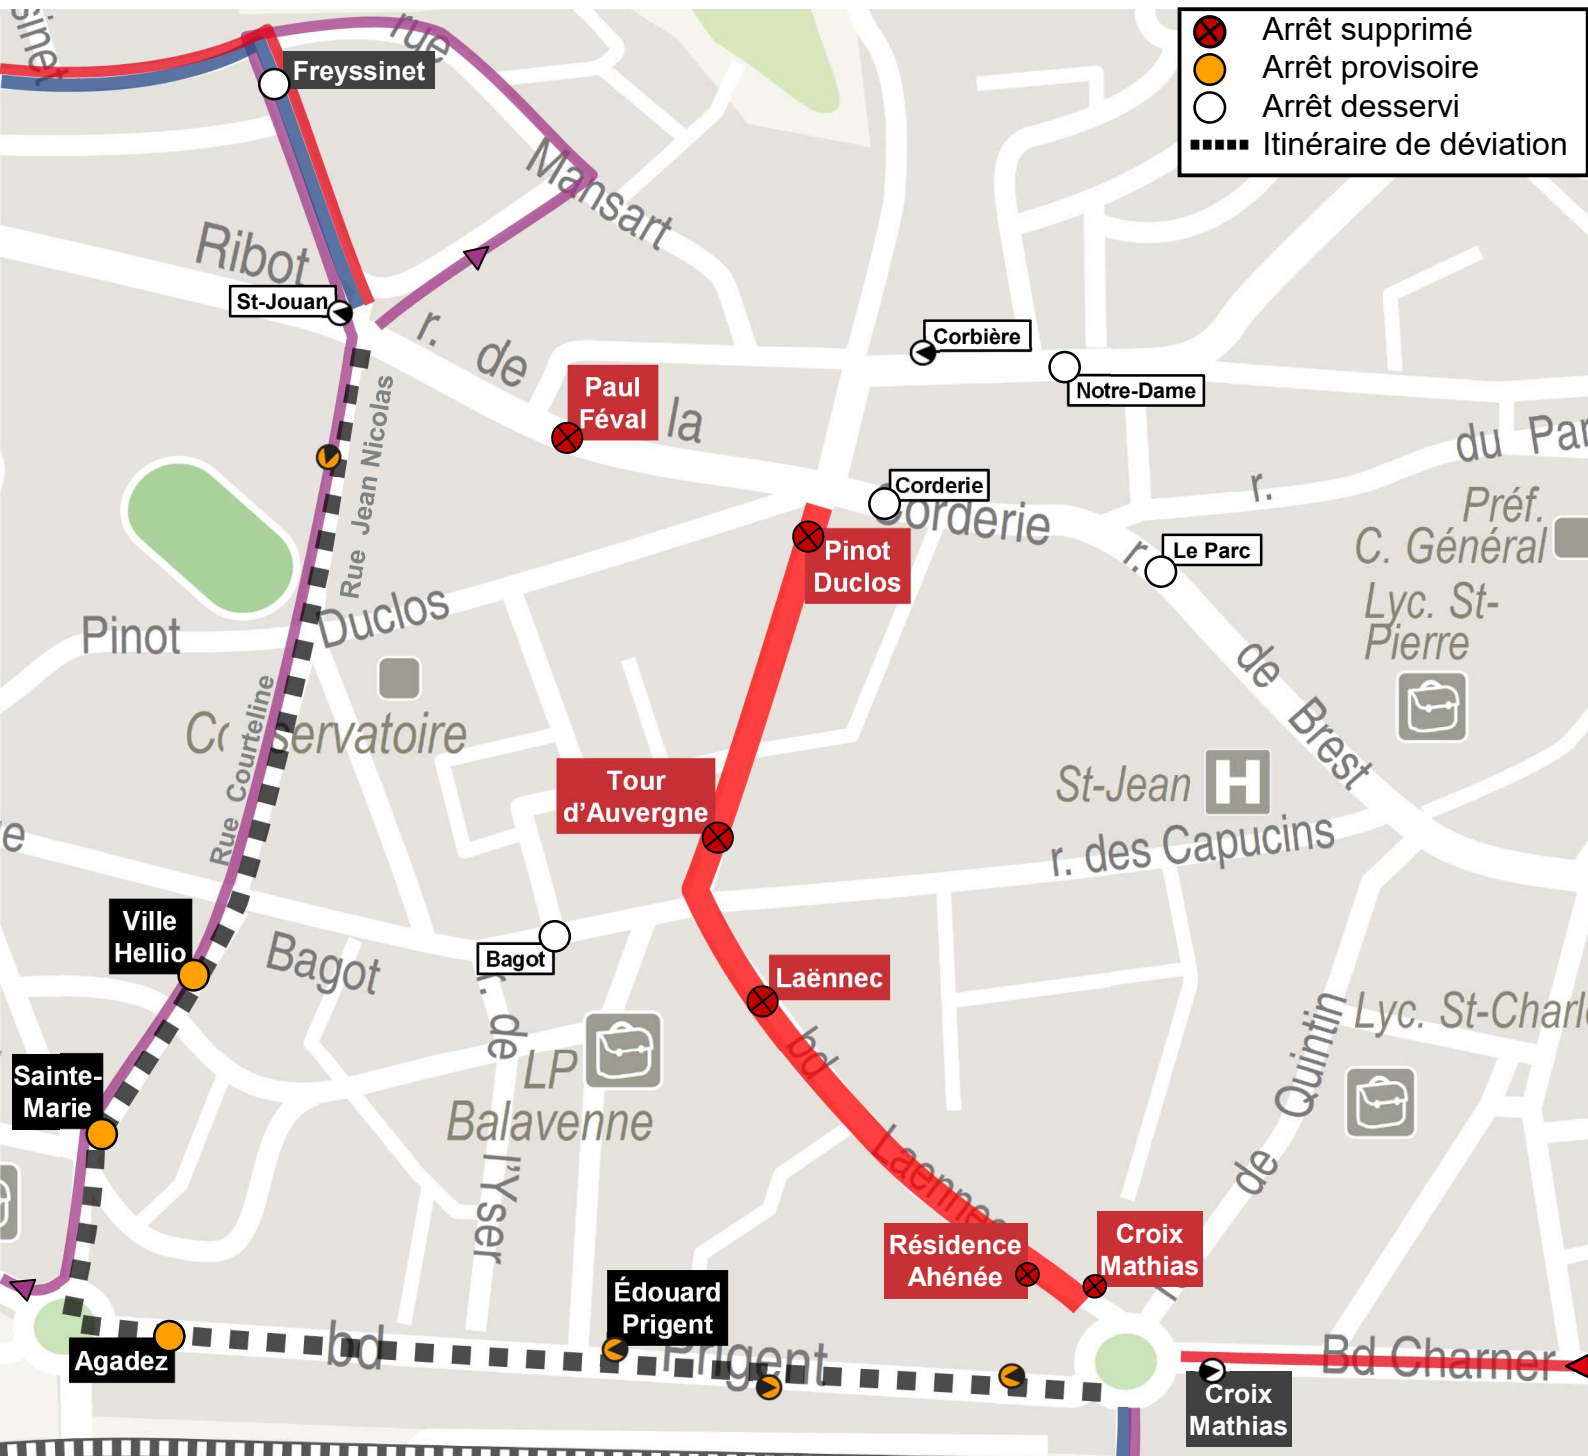 sinet
rue
Freyssinet
Arrêt supprimé
Arrêt provisoire
Arrêt desservi
Itinéraire de déviation
Mansart
Ribot
St-Jouan
r. de
la
Corbière
Notre-Dame
Paul
Féval
Rue Jean Nicolas
du Par
r.
Corderie
Corderie
Préf.
C. Général
Pinot
Duclos
r.
Le Parc
Lyc. St-
Pierre
Pinot
Duclos
de
Brest
Conservatoire
Rue Courteline
Tour
d'Auvergne
St-Jean
H
r. des Capucins
e
Ville
Hellio
Bagot
Bagot
Laënnec
r. de
l'Yser
LP
Balavenne
bd
Laennec
Lyc. St-Charle
de Quintin
Sainte-
Marie
Résidence
Ahénée
Croix
Mathias
Édouard
Prigent
Agadez
bd
Prigent
Bd Charner
Croix
Mathias